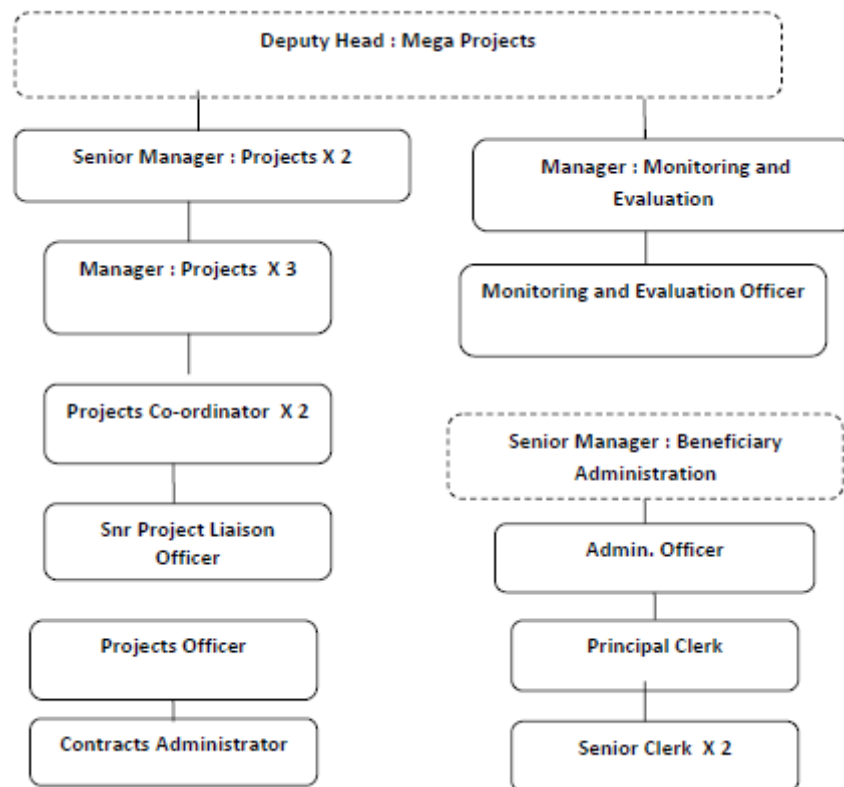 Deputy Head : Mega Projects
Senior Manager : Projects X 2
Manager : Projects  X 3
Projects Co-ordinator  X 2
Snr Project Liaison
Officer
Projects Officer
Contracts Administrator
Manager : Monitoring and
Evaluation
Monitoring and Evaluation Officer
Senior Manager : Beneficiary
Administration
Admin. Officer
Principal Clerk
Senior Clerk  X 2